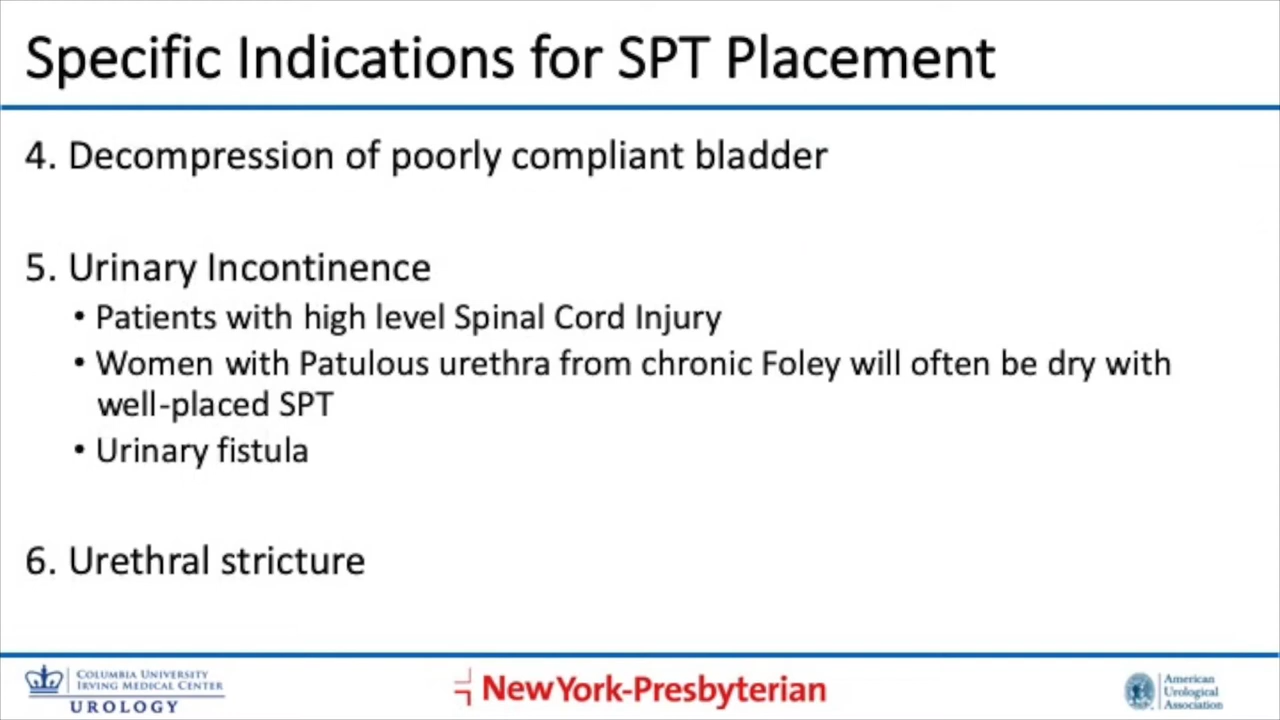 Specific Indications for SPT Placement
4. Decompression of poorly compliant bladder
5. Urinary Incontinence
• Patients with high level Spinal Cord Injury
• Women with Patulous urethra from chronic Foley will often be dry with
well-placed SPT
• Urinary fistula
6. Urethral stricture
COLUMBIA UNIVERSITY
IRVING MEDICAL CENTER
UROLOGY
NewYork-Presbyterian
American
Urological
Association